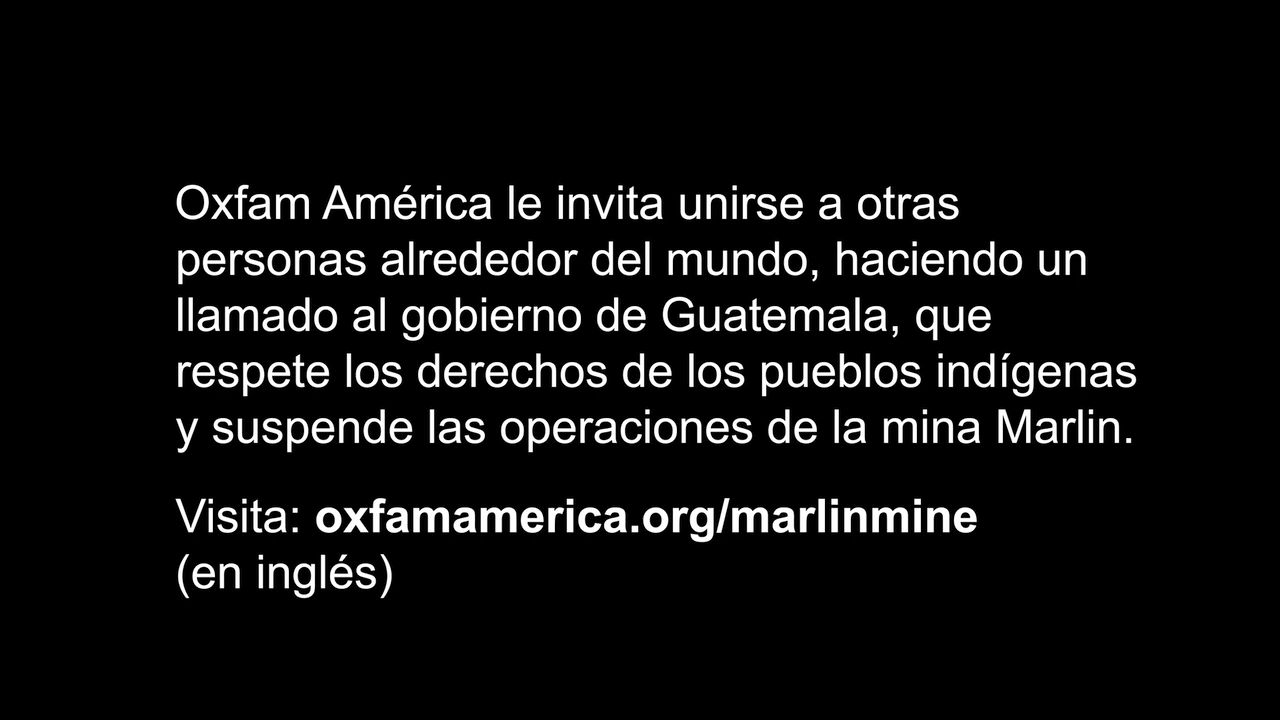 Oxfam América le invita unirse a otras
personas alrededor del mundo, haciendo un
llamado al gobierno de Guatemala, que
respete los derechos de los pueblos indígenas
y suspende las operaciones de la mina Marlin.
Visita: oxfamamerica.org/marlinmine
(en inglés)